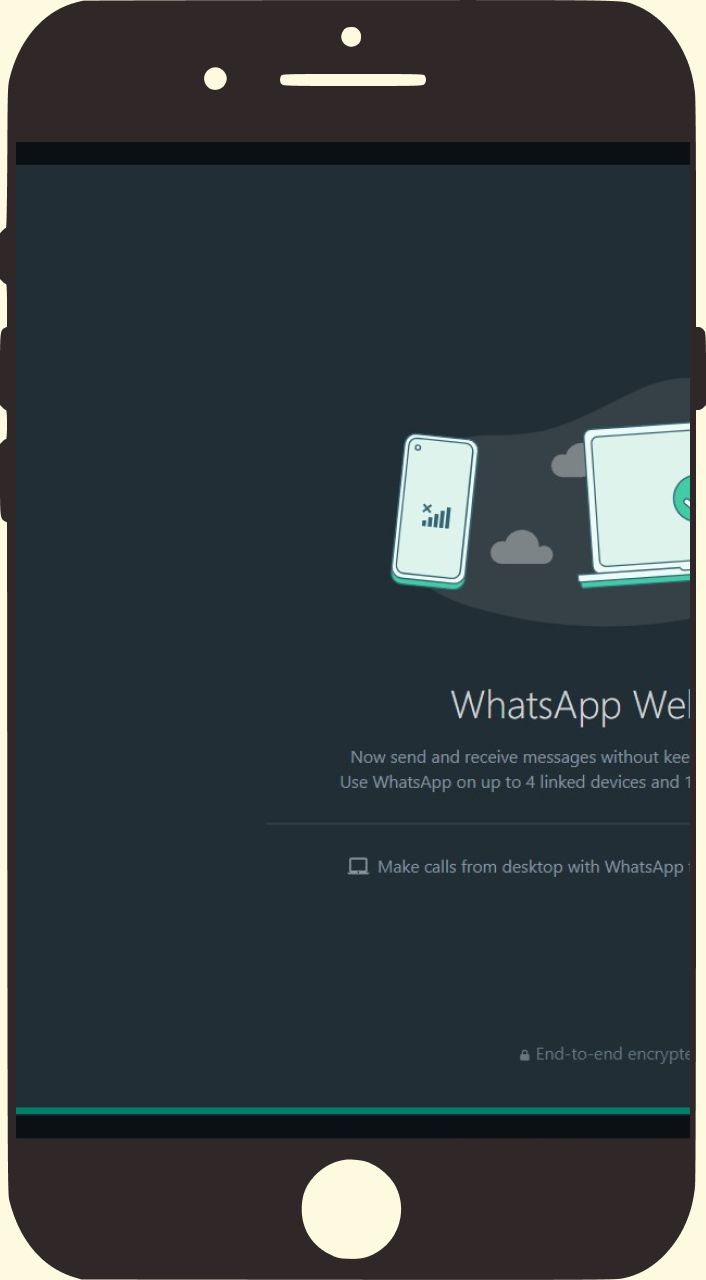 WhatsApp We
Now send and receive messages without kee
Use WhatsApp on up to 4 linked devices and 1
Make calls from desktop with WhatsApp
End-to-end encrypte